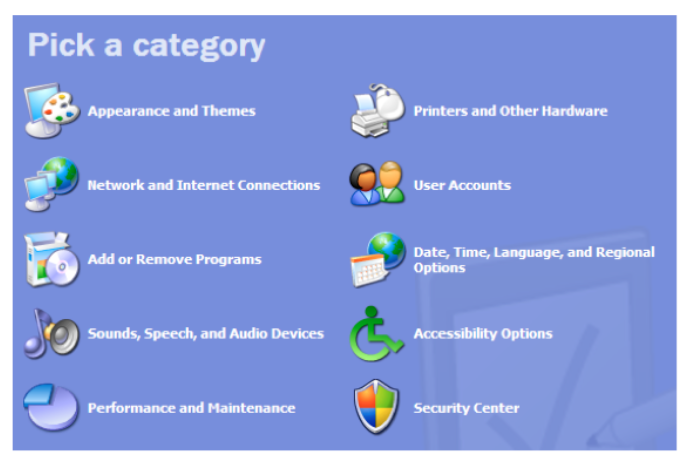 Pick a category
Appearance and Themes
Printers and Other Hardware
Network and Internet Connections
User Accounts
Add or Remove Programs
Date, Time, Language, and Regional
Options
Sounds, Speech, and Audio Devices
Accessibility Options
Performance and Maintenance
Security Center